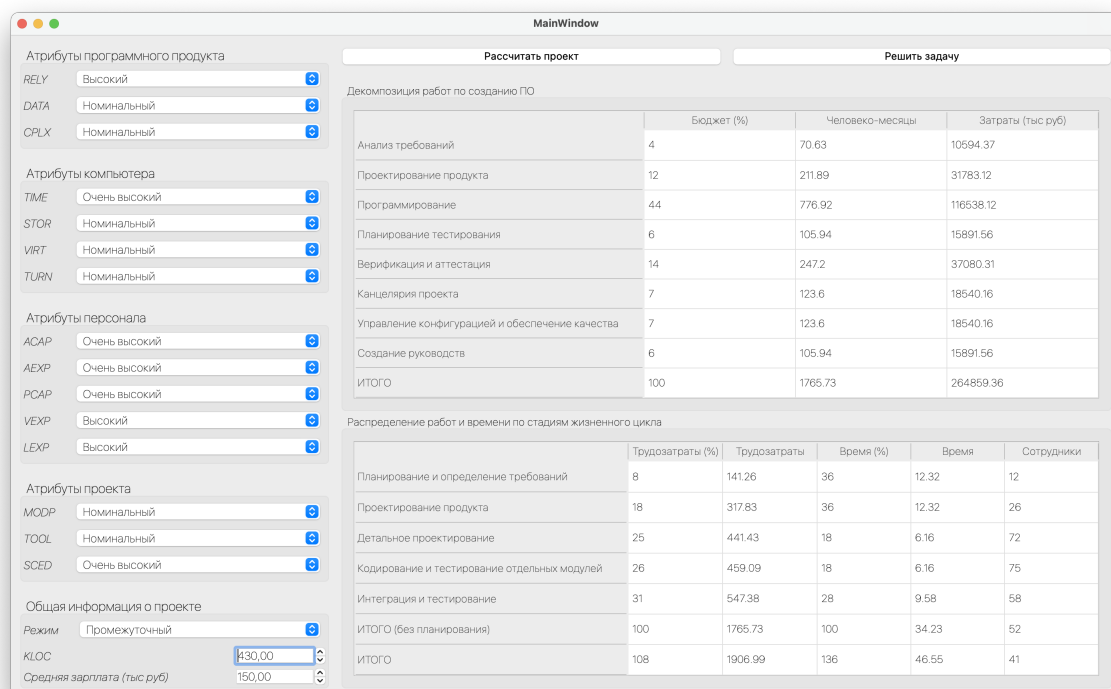 MainWindow
Атрибуты программного продукта
RELY Высокий
DATA Номинальный
CPLX Номинальный
Атрибуты компьютера
TIME Очень высокий
STOR Номинальный
VIRT Номинальный
TURN Номинальный
Атрибуты персонала
ACAP Очень высокий
AEXP Очень высокий
PCAP Очень высокий
VEXP Высокий
LEXP Высокий
Атрибуты проекта
MODP Номинальный
TOOL Номинальный
SCED Очень высокий
Общая информация о проекте
Режим Промежуточный
KLOC 430,00
Средняя зарплата (тыс руб) 150,00
Рассчитать проект Решить задачу
Декомпозиция работ по созданию ПО
Бюджет (%) Человеко-месяцы Затраты (тыс руб)
Анализ требований 4 70.63 10594.37
Проектирование продукта 12 211.89 31783.12
Программирование 44 776.92 116538.12
Планирование тестирования 6 105.94 15891.56
Верификация и аттестация 14 247.2 37080.31
Канцелярия проекта 7 123.6 18540.16
Управление конфигурацией и обеспечение качества 7 123.6 18540.16
Создание руководств 6 105.94 15891.56
ИТОГО 100 1765.73 264859.36
Распределение работ и времени по стадиям жизненного цикла
Трудозатраты (%) Трудозатраты Время (%) Время Сотрудники
Планирование и определение требований 8 141.26 36 12.32 12
Проектирование продукта 18 317.83 36 12.32 26
Детальное проектирование 25 441.43 18 6.16 72
Кодирование и тестирование отдельных модулей 26 459.09 18 6.16 75
Интеграция и тестирование 31 547.38 28 9.58 58
ИТОГО (без планирования) 100 1765.73 100 34.23 52
ИТОГО 108 1906.99 136 46.55 41